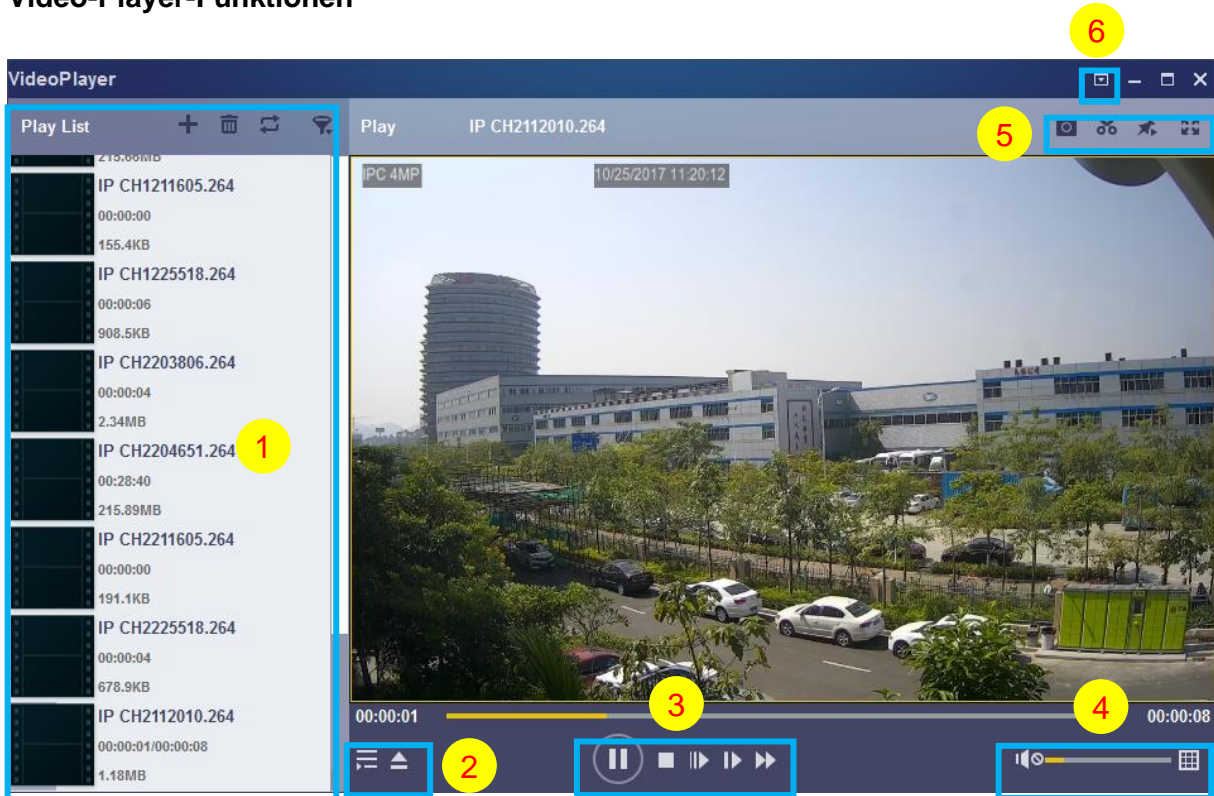 Video-Player-Funktionen
6
VideoPlayer
Play List
Play
IP CH2112010.264
5
215.66MB
IP CH1211605.264
00:00:00
155.4KB
IP CH1225518.264
00:00:06
908.5KB
IP CH2203806.264
00:00:04
2.34MB
IP CH2204651.264
1
00:28:40
215.89MB
IP CH2211605.264
00:00:00
191.1KB
IP CH2225518.264
00:00:04
678.9KB
IP CH2112010.264
00:00:01/00:00:08
1.18MB
IPC 4MP
10/25/2017 11:20:12
00:00:01
3
4
00:00:08
2